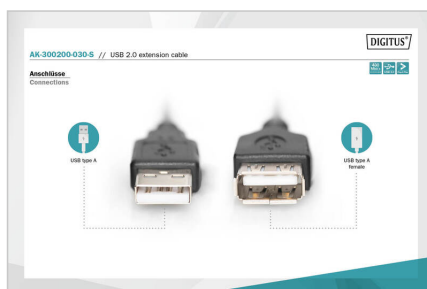 DIGITUS®
AK-300200-030-S // USB 2.0 extension cable
Anschlüsse
Connections
USB type A
USB type A
female